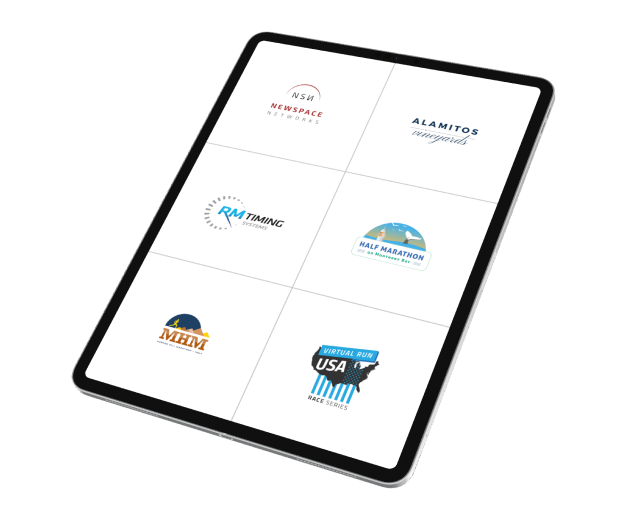 NSN
NEWSPACE
NETWORKS
ALAMITOS
vineyards
RM TIMING
SYSTEMS
HALF MARATHON
on Monterey Bay
MHM
VIRTUAL RUN
USA
RACE SERIES